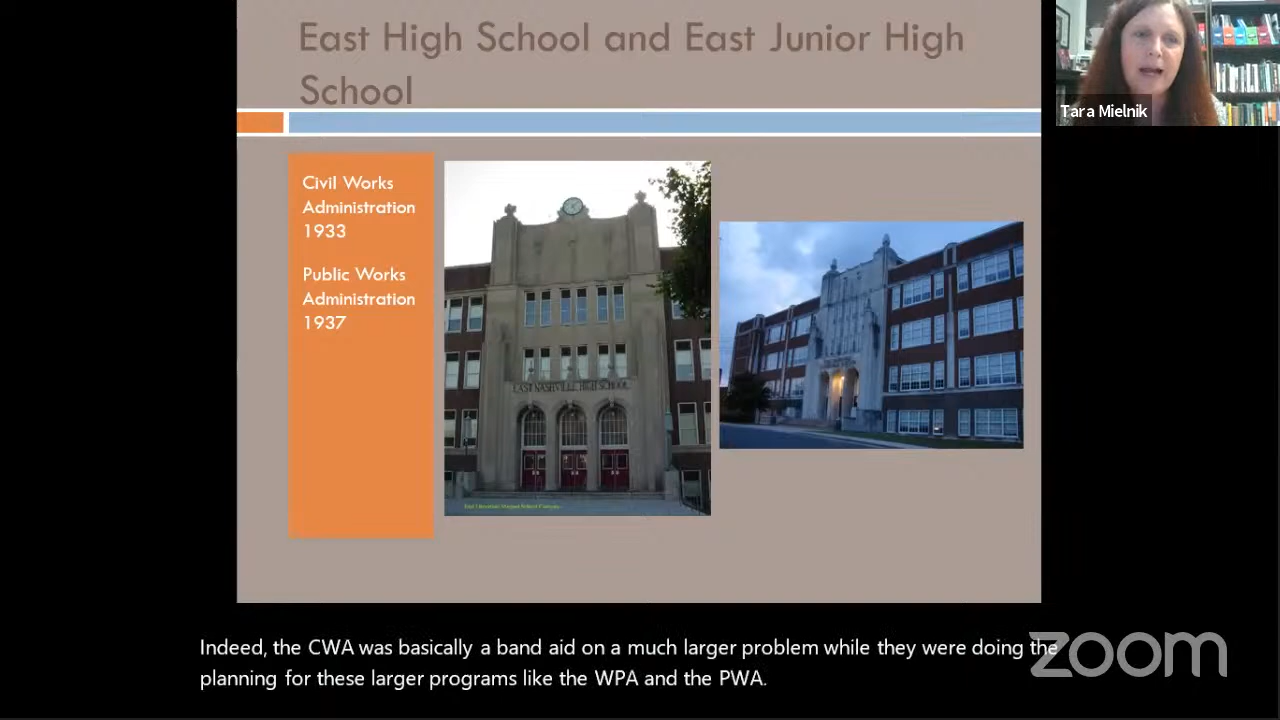 East High School and East Junior High
School
Tara Mielnik
Civil Works
Administration
1933
Public Works
Administration
1937
EAST NASHVILLE HIGH SCHOOL
Indeed, the CWA was basically a band aid on a much larger problem while they were doing the
planning for these larger programs like the WPA and the PWA.
zoom